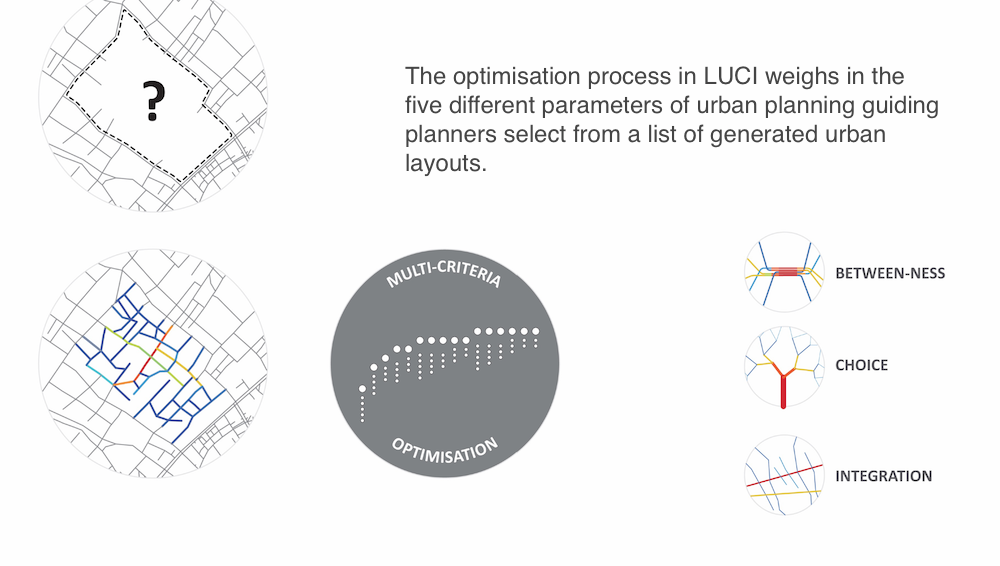 ?
The optimisation process in LUCI weighs in the
five different parameters of urban planning guiding
planners select from a list of generated urban
layouts.
MULTI-CRITERIA
OPTIMISATION
BETWEEN-NESS
CHOICE
INTEGRATION